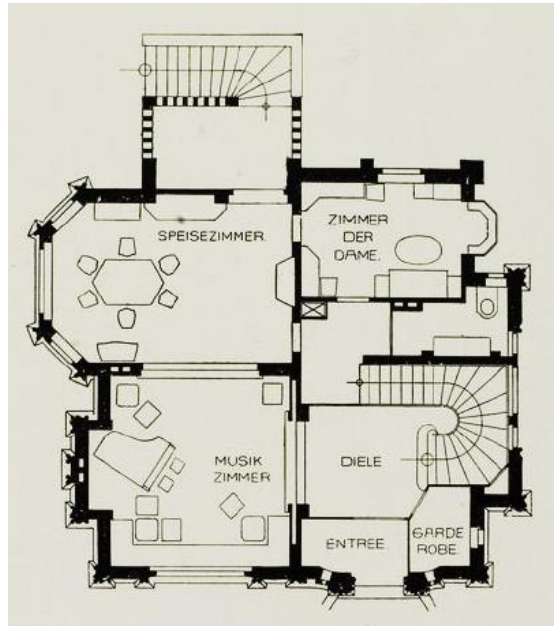 SPEISEZIMMER.
ZIMMER
DER
DAME.
MUSIK
ZIMMER
DIELE
ENTREE
GARDE
ROBE.